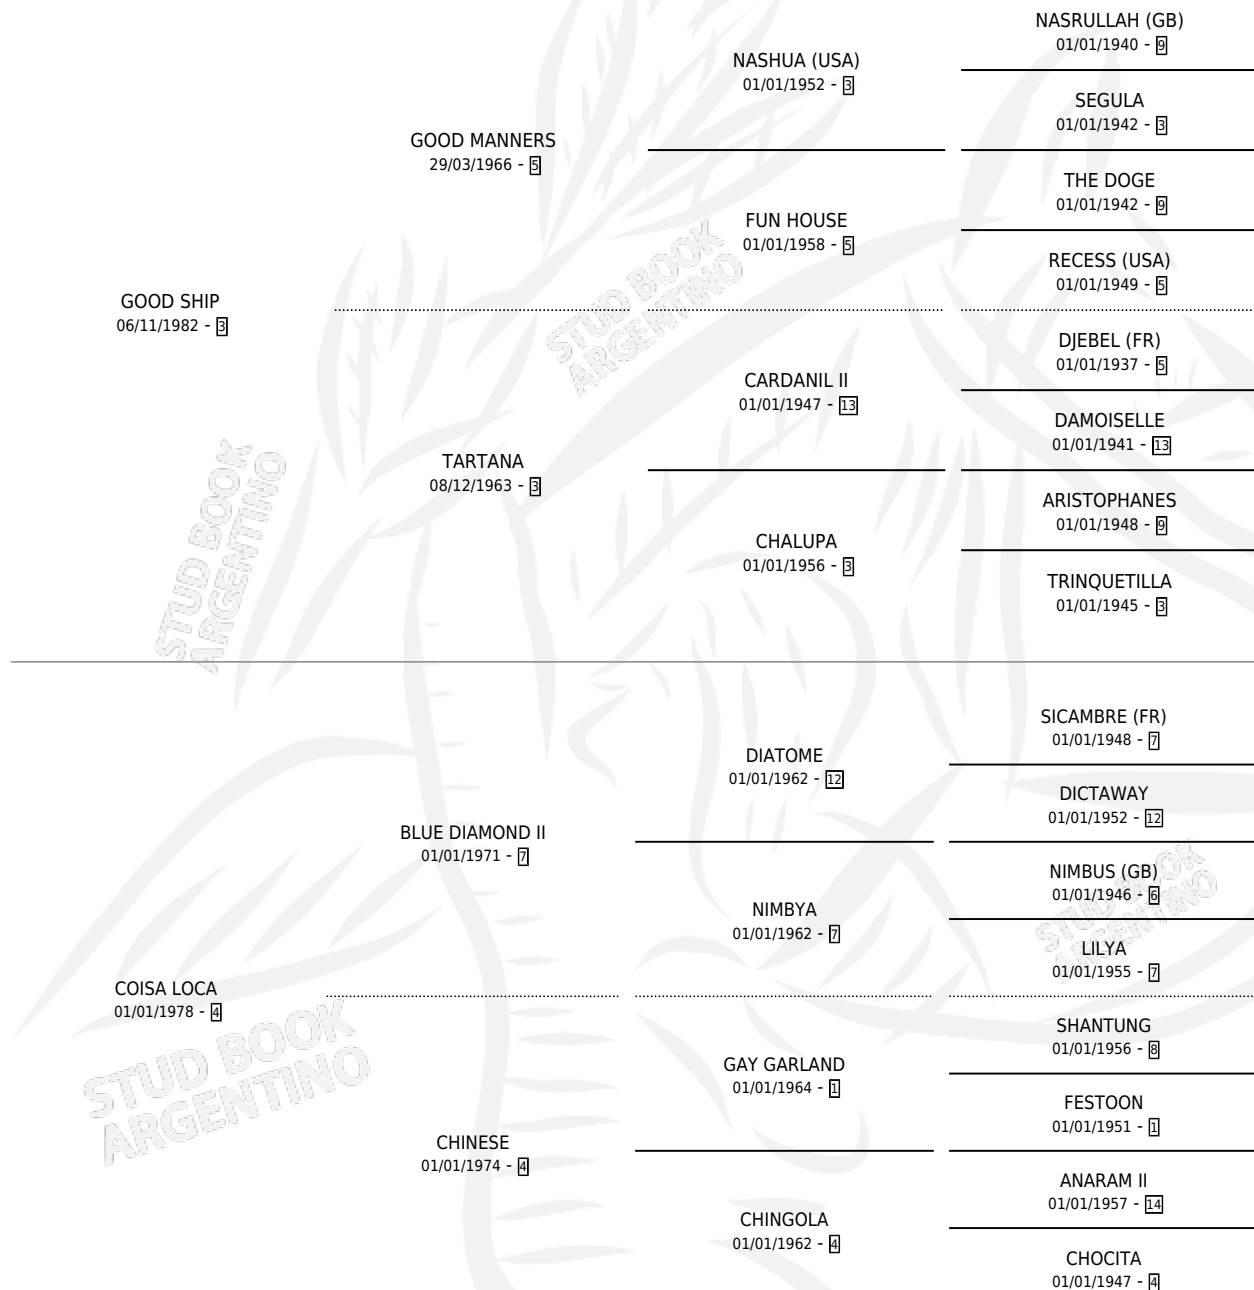 NASRULLAH (GB)
01/01/1940 - 9
NASHUA (USA)
01/01/1952 - 3
SEGULA
01/01/1942 - 3
GOOD MANNERS
29/03/1966 - 5
THE DOGE
01/01/1942 - 9
FUN HOUSE
01/01/1958 - 5
RECESS (USA)
01/01/1949 - 5
GOOD SHIP
06/11/1982 - 3
DJEBEL (FR)
01/01/1937 - 5
CARDANIL II
01/01/1947 - 13
DAMOISELLE
01/01/1941 - 13
TARTANA
08/12/1963 - 3
ARISTOPHANES
01/01/1948 - 9
CHALUPA
01/01/1956 - 3
TRINQUETILLA
01/01/1945 - 3
SICAMBRE (FR)
01/01/1948 - 7
DIATOME
01/01/1962 - 12
DICTAWAY
01/01/1952 - 12
BLUE DIAMOND II
01/01/1971 - 7
NIMBUS (GB)
01/01/1946 - 6
NIMBYA
01/01/1962 - 7
LILYA
01/01/1955 - 7
COISA LOCA
01/01/1978 - 4
SHANTUNG
01/01/1956 - 8
GAY GARLAND
01/01/1964 - 1
FESTOON
01/01/1951 - 1
CHINESE
01/01/1974 - 4
ANARAM II
01/01/1957 - 14
CHINGOLA
01/01/1962 - 4
CHOCITA
01/01/1947 - 4
STUD BOOK
ARGENTINO
STUD BOOK
ARGENTINO
STUD BOOK
ARGENTINO
STUD BOOK
ARGENTINO